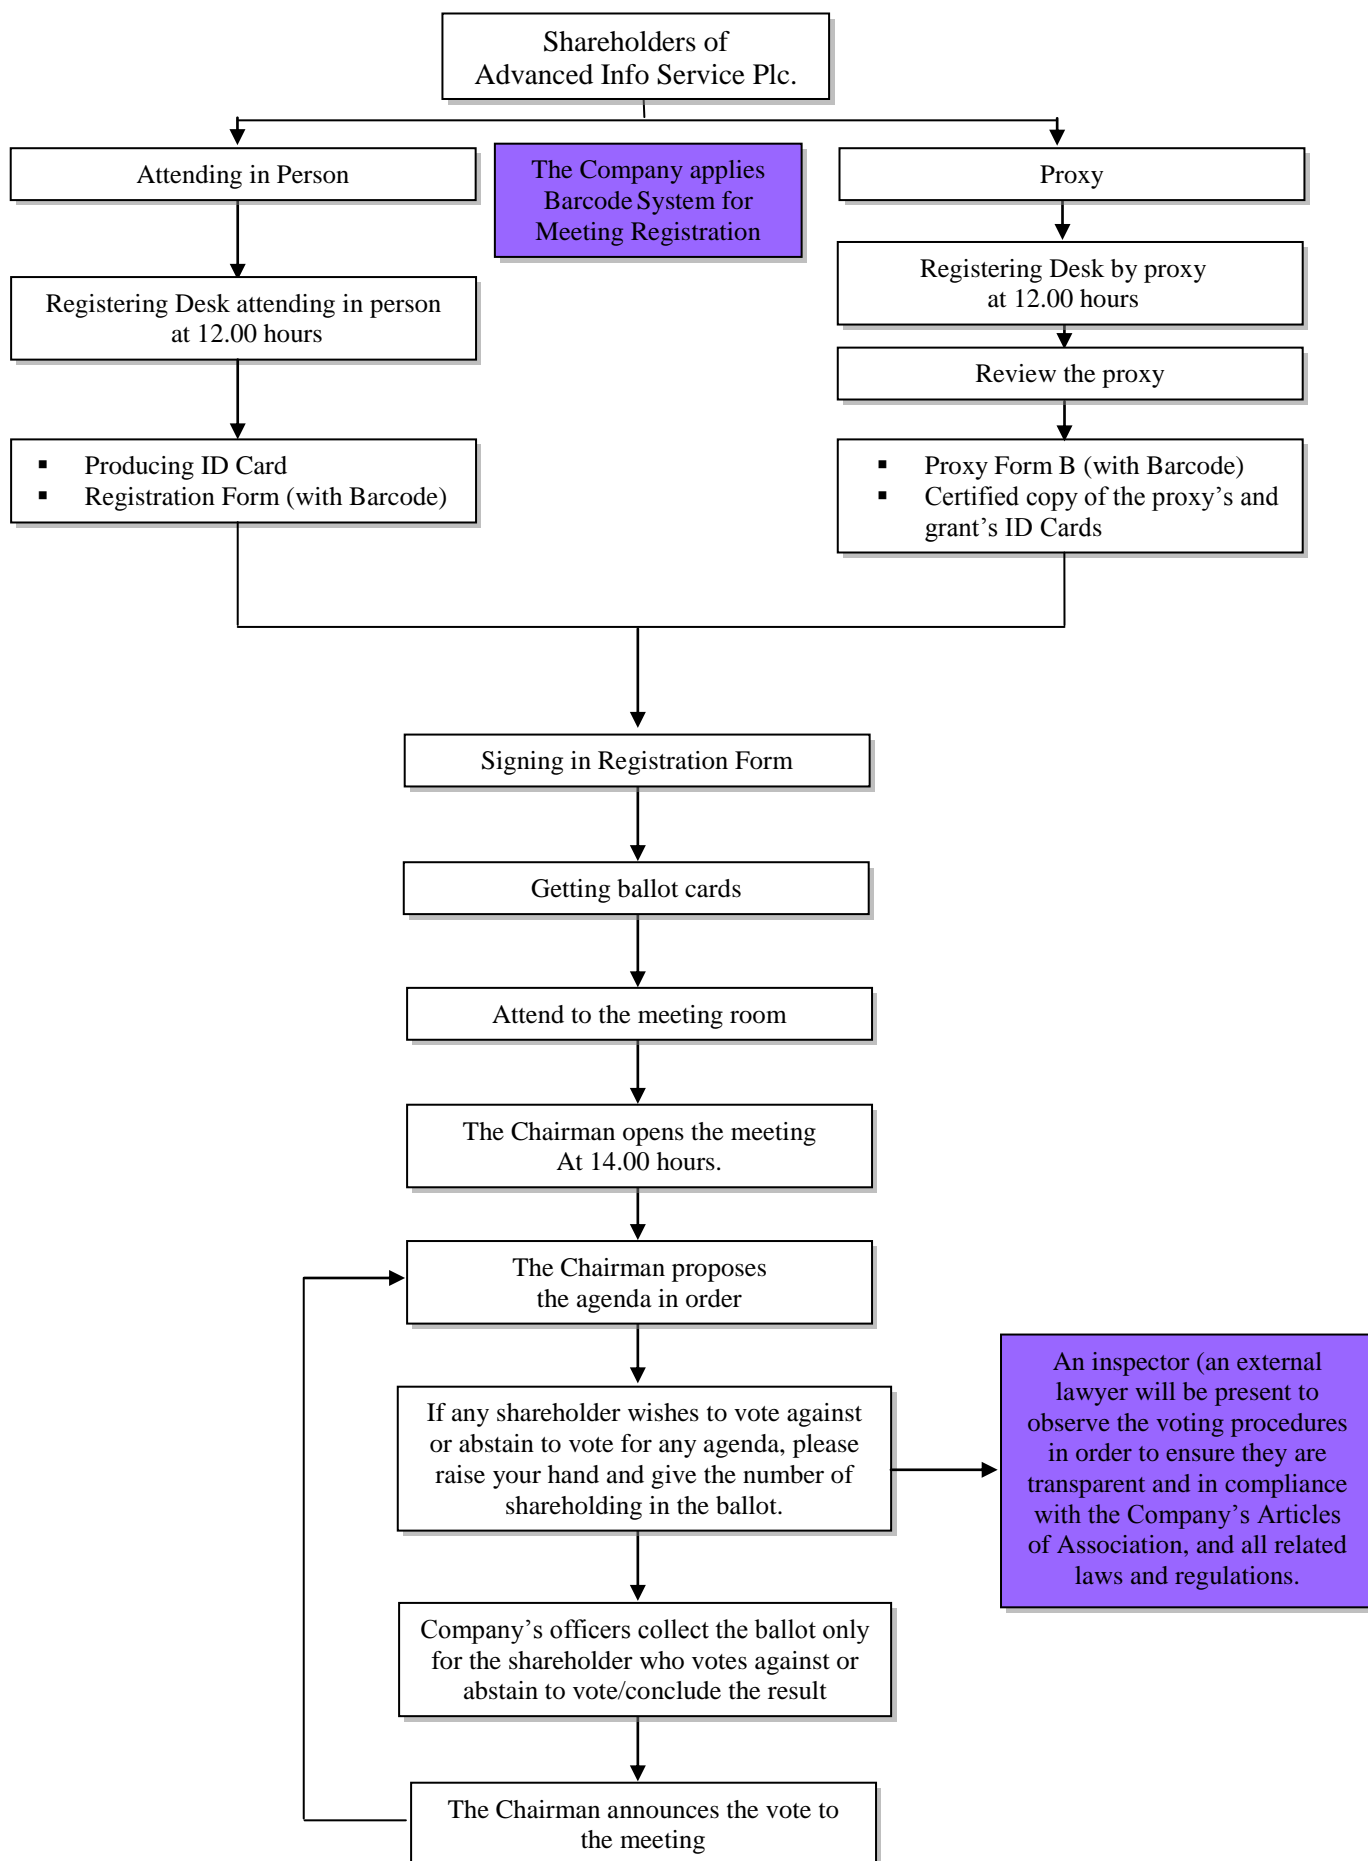 Shareholders of
Advanced Info Service Plc.
Attending in Person
The Company applies
Barcode System for
Meeting Registration
Proxy
Registering Desk attending in person
at 12.00 hours
Registering Desk by proxy
at 12.00 hours
Review the proxy
▪ Producing ID Card
▪ Registration Form (with Barcode)
▪ Proxy Form B (with Barcode)
▪ Certified copy of the proxy’s and
grant’s ID Cards
Signing in Registration Form
Getting ballot cards
Attend to the meeting room
The Chairman opens the meeting
At 14.00 hours.
The Chairman proposes
the agenda in order
If any shareholder wishes to vote against
or abstain to vote for any agenda, please
raise your hand and give the number of
shareholding in the ballot.
An inspector (an external
lawyer will be present to
observe the voting procedures
in order to ensure they are
transparent and in compliance
with the Company’s Articles
of Association, and all related
laws and regulations.
Company’s officers collect the ballot only
for the shareholder who votes against or
abstain to vote/conclude the result
The Chairman announces the vote to
the meeting